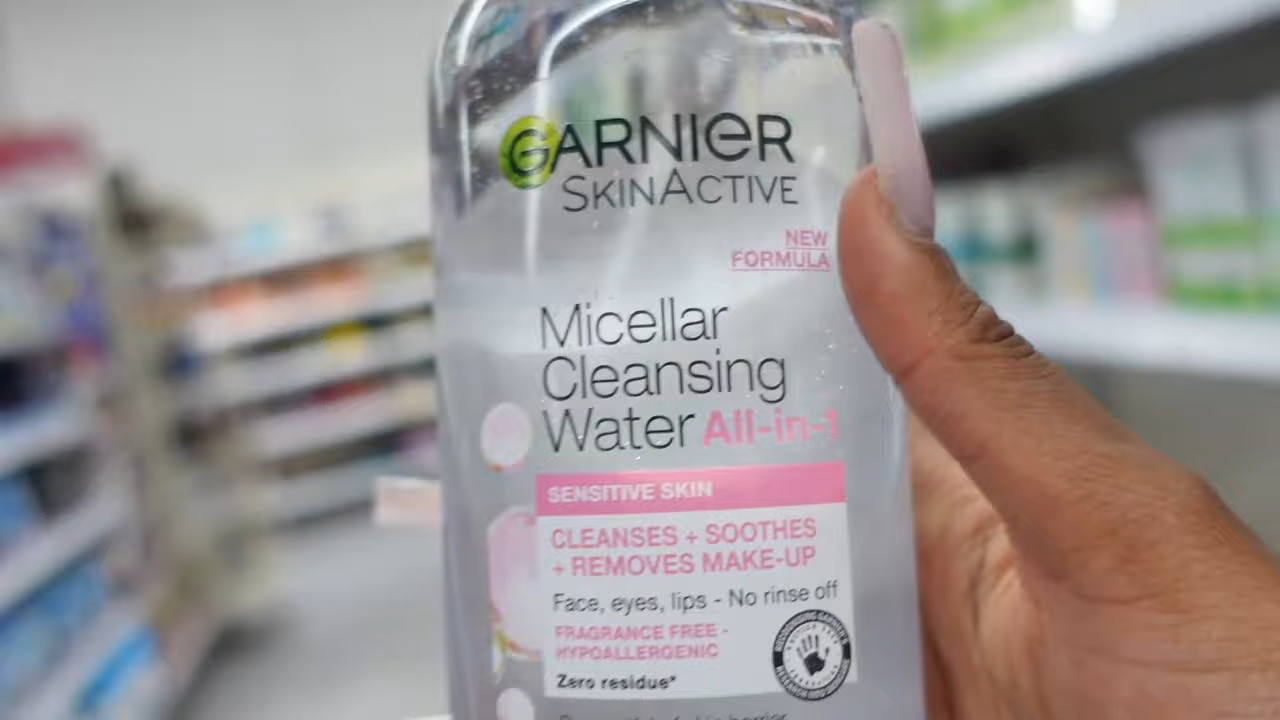 GARNIER
SKINACTIVE
NEW
FORMULA
Micellar
Cleansing
Water All-in-1
SENSITIVE SKIN
CLEANSES + SOOTHES
+ REMOVES MAKE-UP
Face, eyes, lips - No rinse off
FRAGRANCE FREE -
HYPOALLERGENIC
Zero residue*